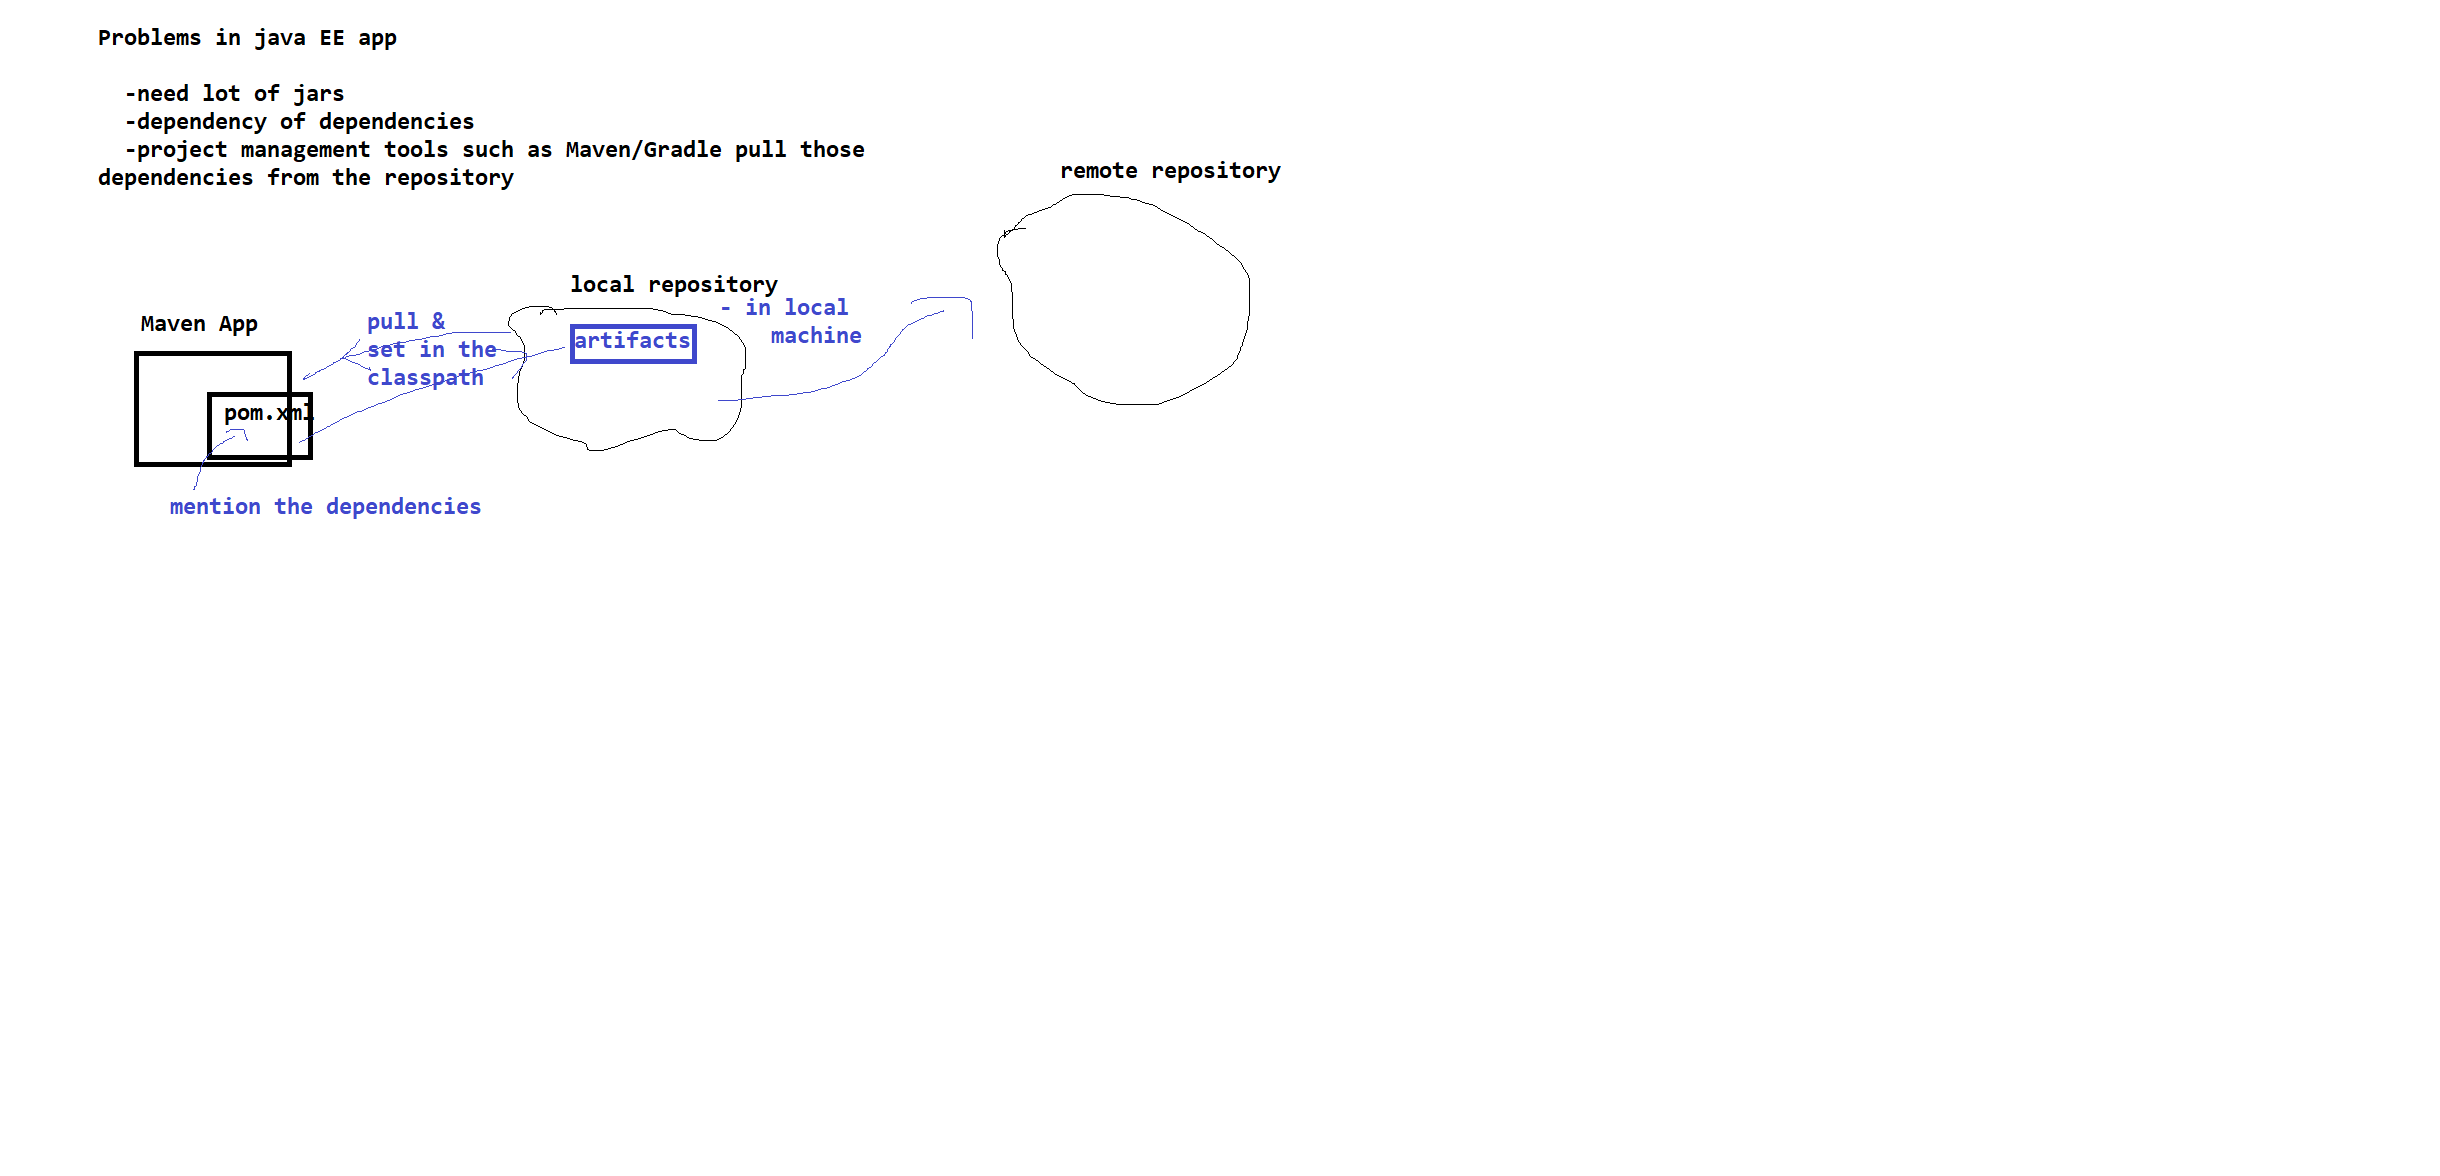 Problems in java EE app
-need lot of jars
-dependency of dependencies
-project management tools such as Maven/Gradle pull those
dependencies from the repository
remote repository
local repository
- in local
machine
Maven App
pull &
set in the
classpath
artifacts
pom.xml
mention the dependencies